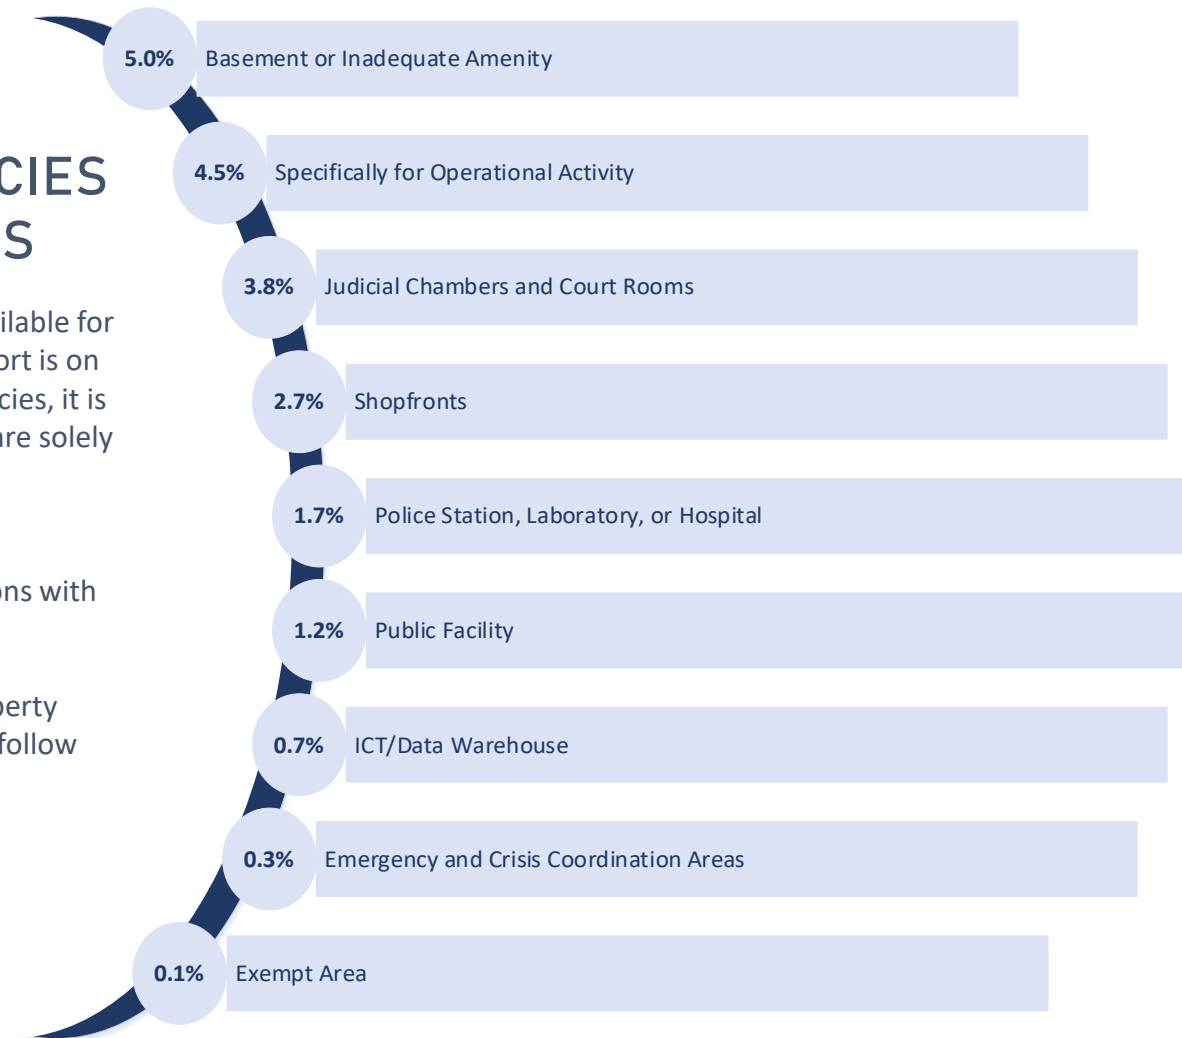 CIES
S
ilable for
ort is on
cies, it is
are solely
ons with
perty
follow
5.0% Basement or Inadequate Amenity
4.5% Specifically for Operational Activity
3.8% Judicial Chambers and Court Rooms
2.7% Shopfronts
1.7% Police Station, Laboratory, or Hospital
1.2% Public Facility
0.7% ICT/Data Warehouse
0.3% Emergency and Crisis Coordination Areas
0.1% Exempt Area